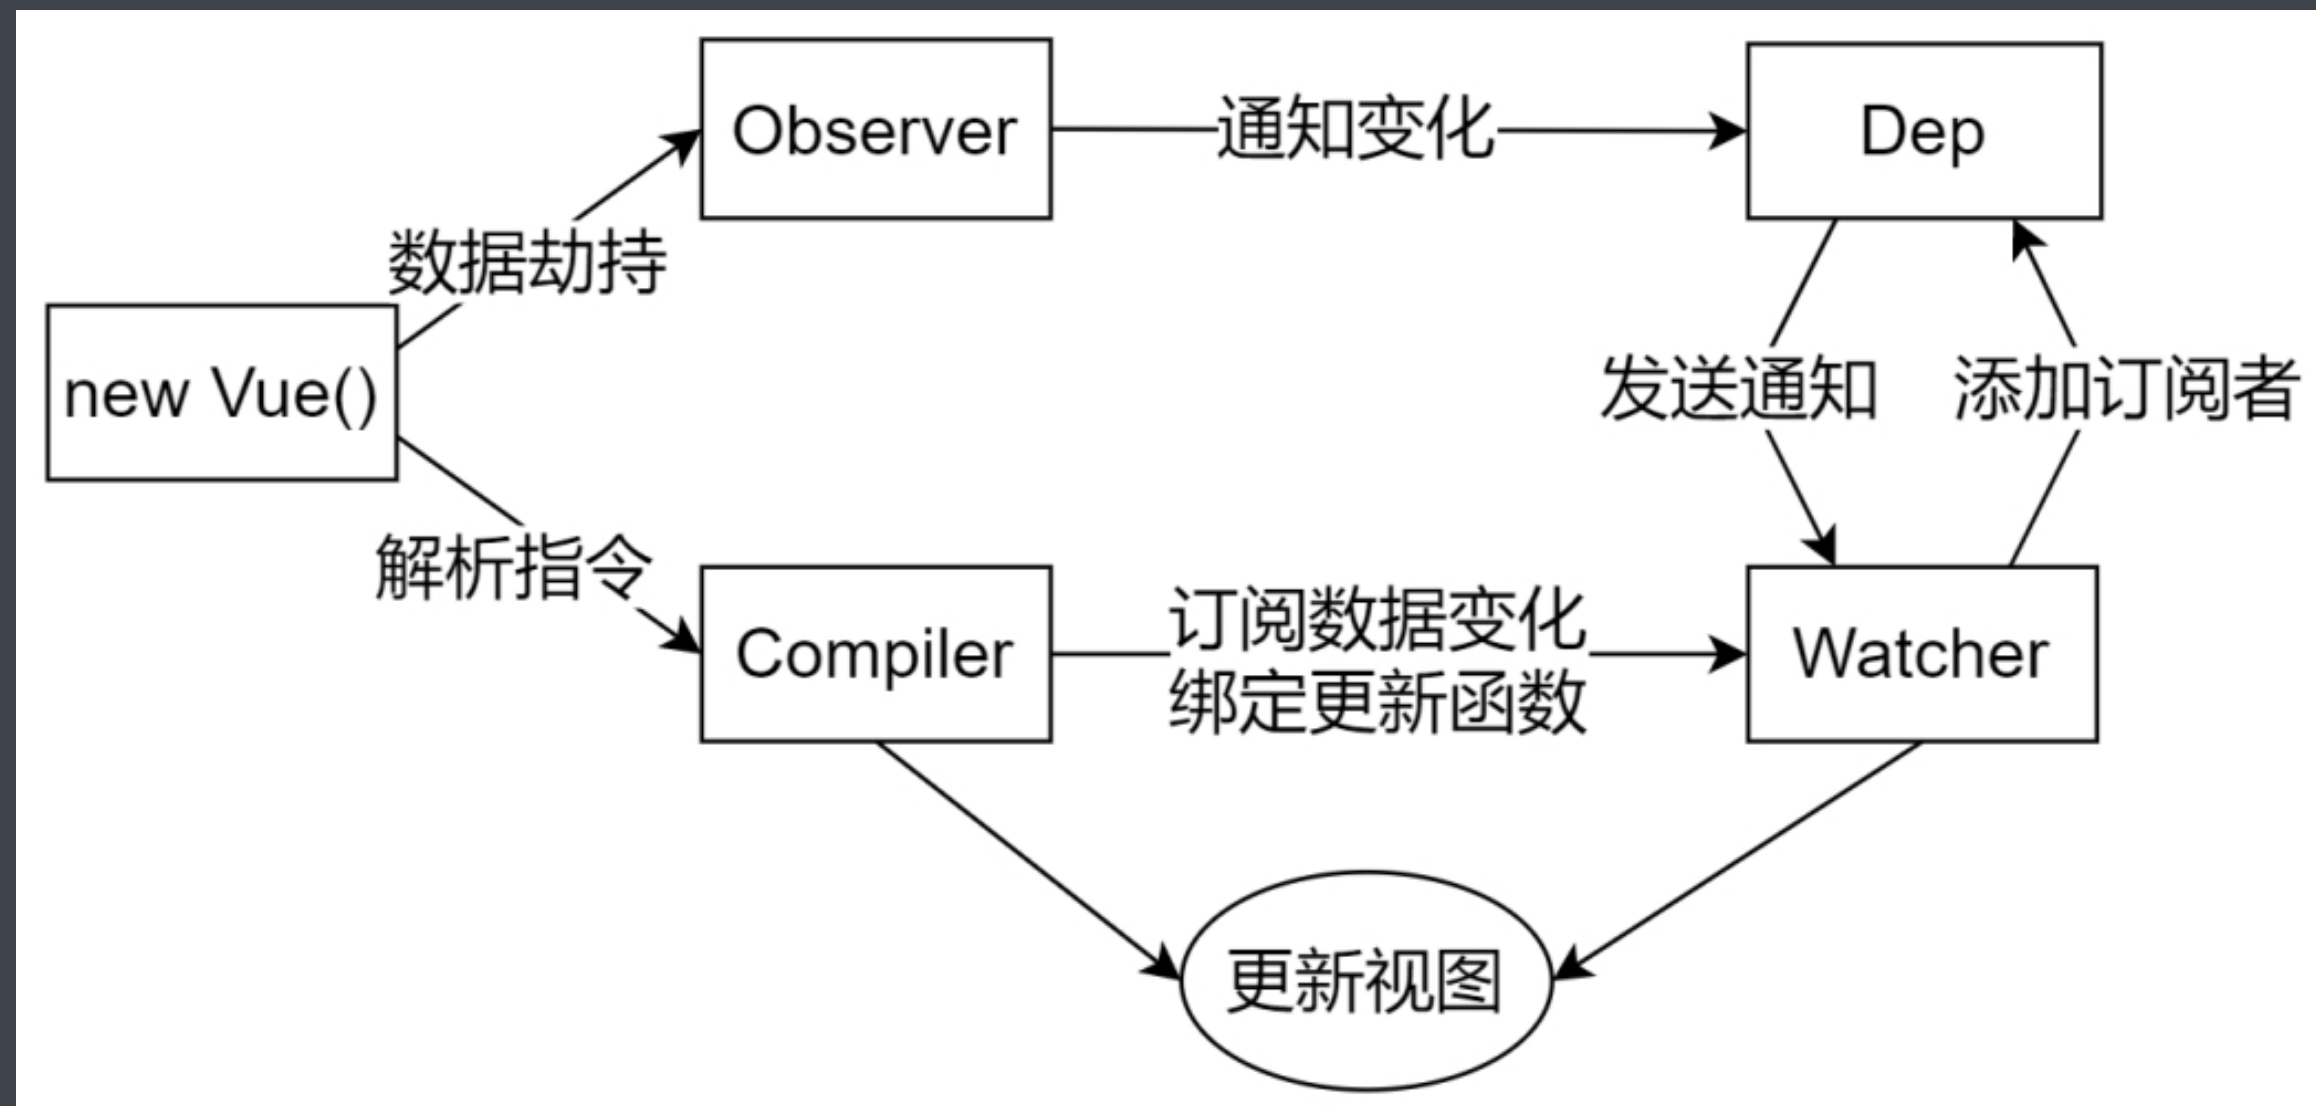 Observer
通知变化
Dep
数据劫持
new Vue()
发送通知
添加订阅者
解析指令
Compiler
订阅数据变化
绑定更新函数
Watcher
更新视图